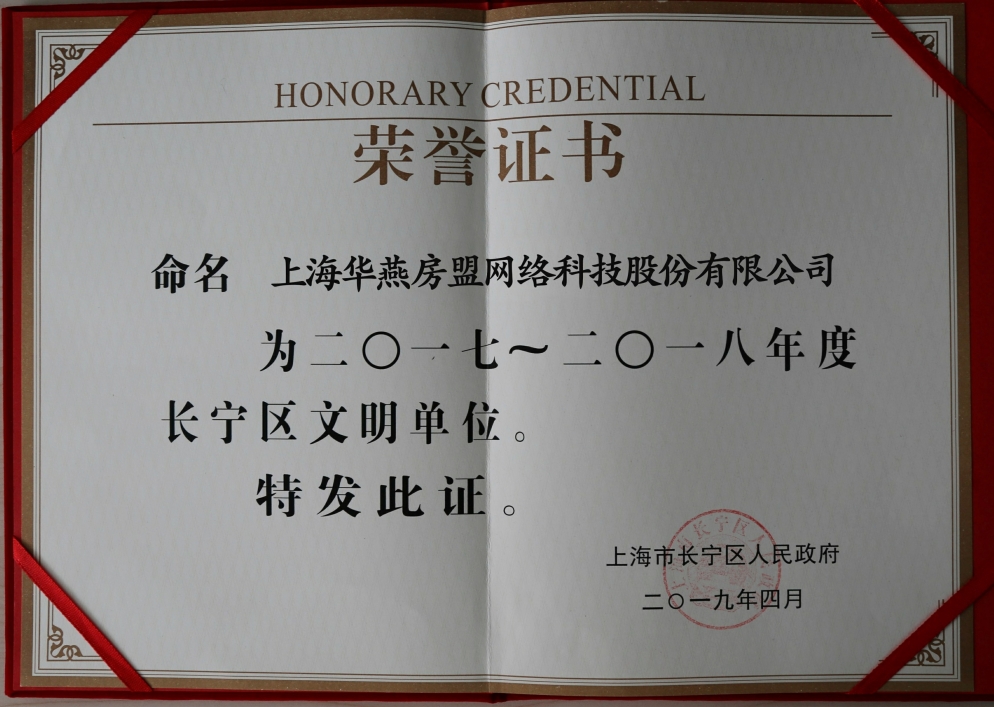 HONORARY CREDENTIAL
荣誉证书
命名 上海华燕房盟网络科技股份有限公司
为二〇一七～二〇一八年度
长宁区文明单位。
特发此证。
上海市长宁区人民政府
二〇一九年四月